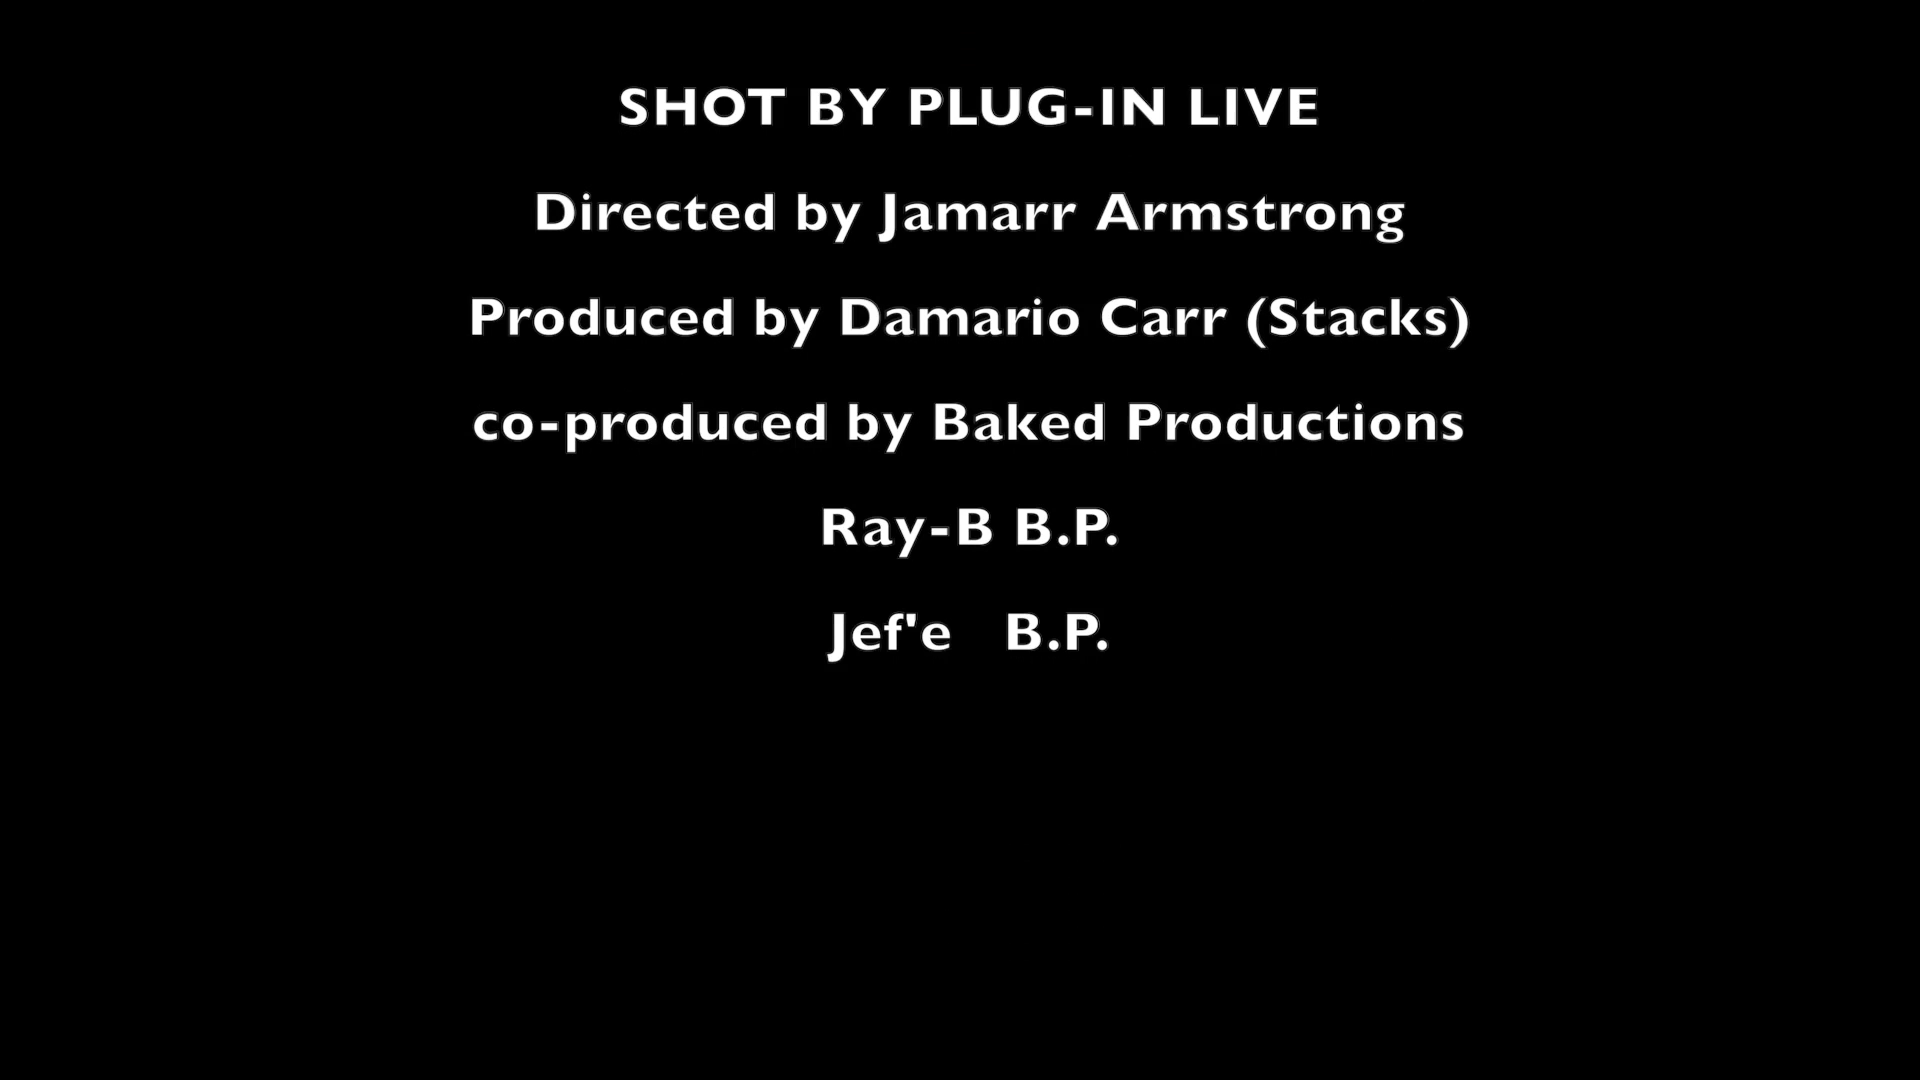 SHOT BY PLUG-IN LIVE
Directed by Jamarr Armstrong
Produced by Damario Carr (Stacks)
co-produced by Baked Productions
Ray-B B.P.
Jef'e B.P.